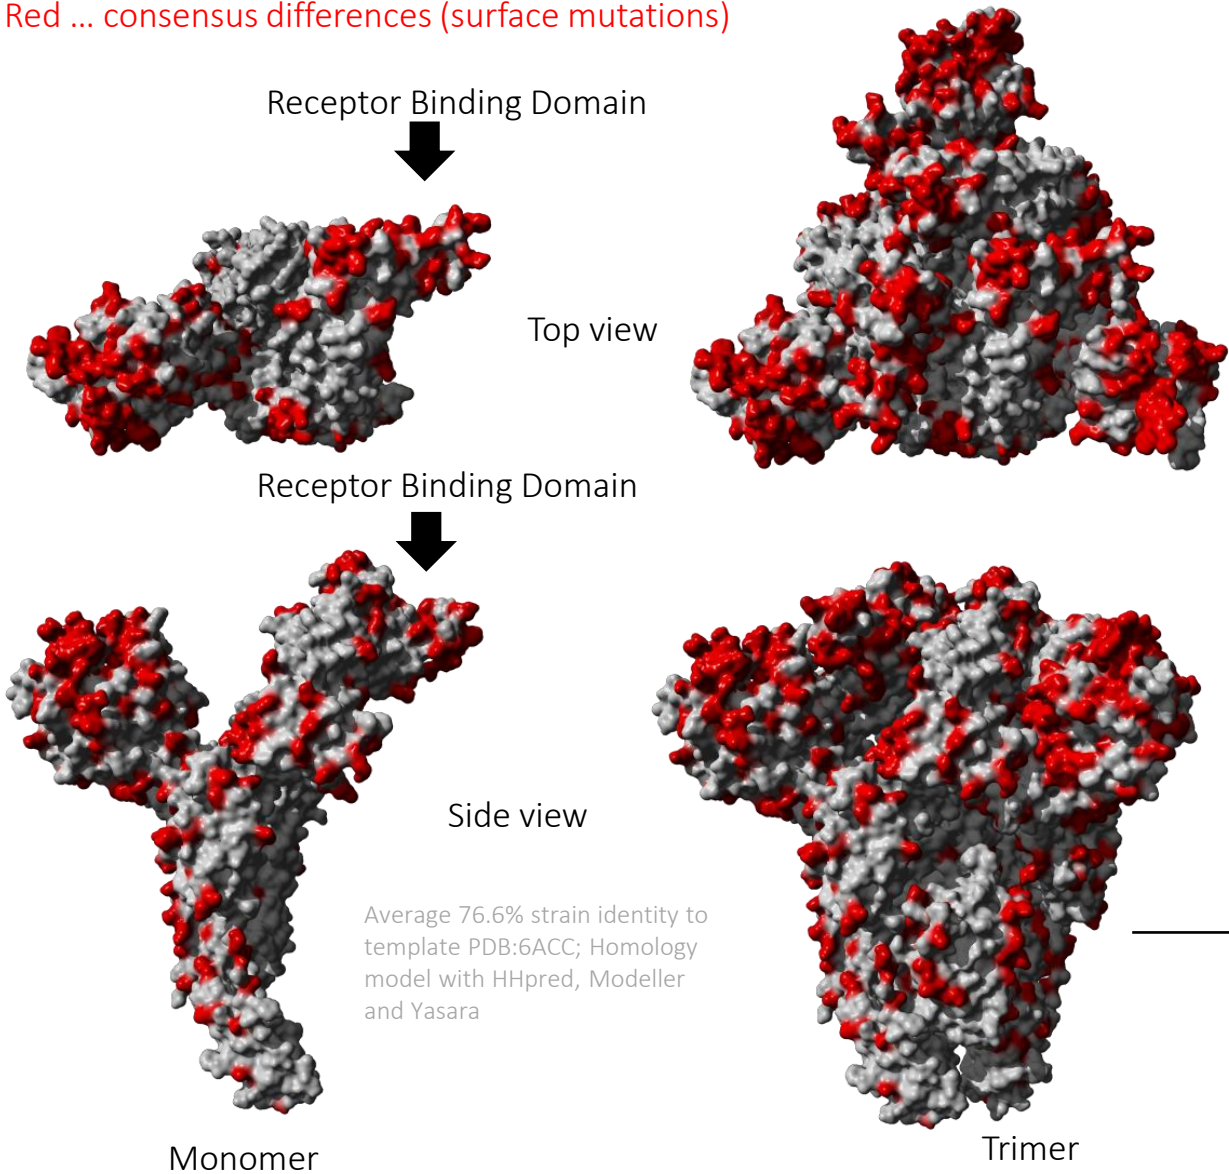 Red ... consensus differences (surface mutations)
Receptor Binding Domain
Top view
Receptor Binding Domain
Side view
Average 76.6% strain identity to
template PDB:6ACC; Homology
model with HHpred, Modeller
and Yasara
Monomer
Trimer